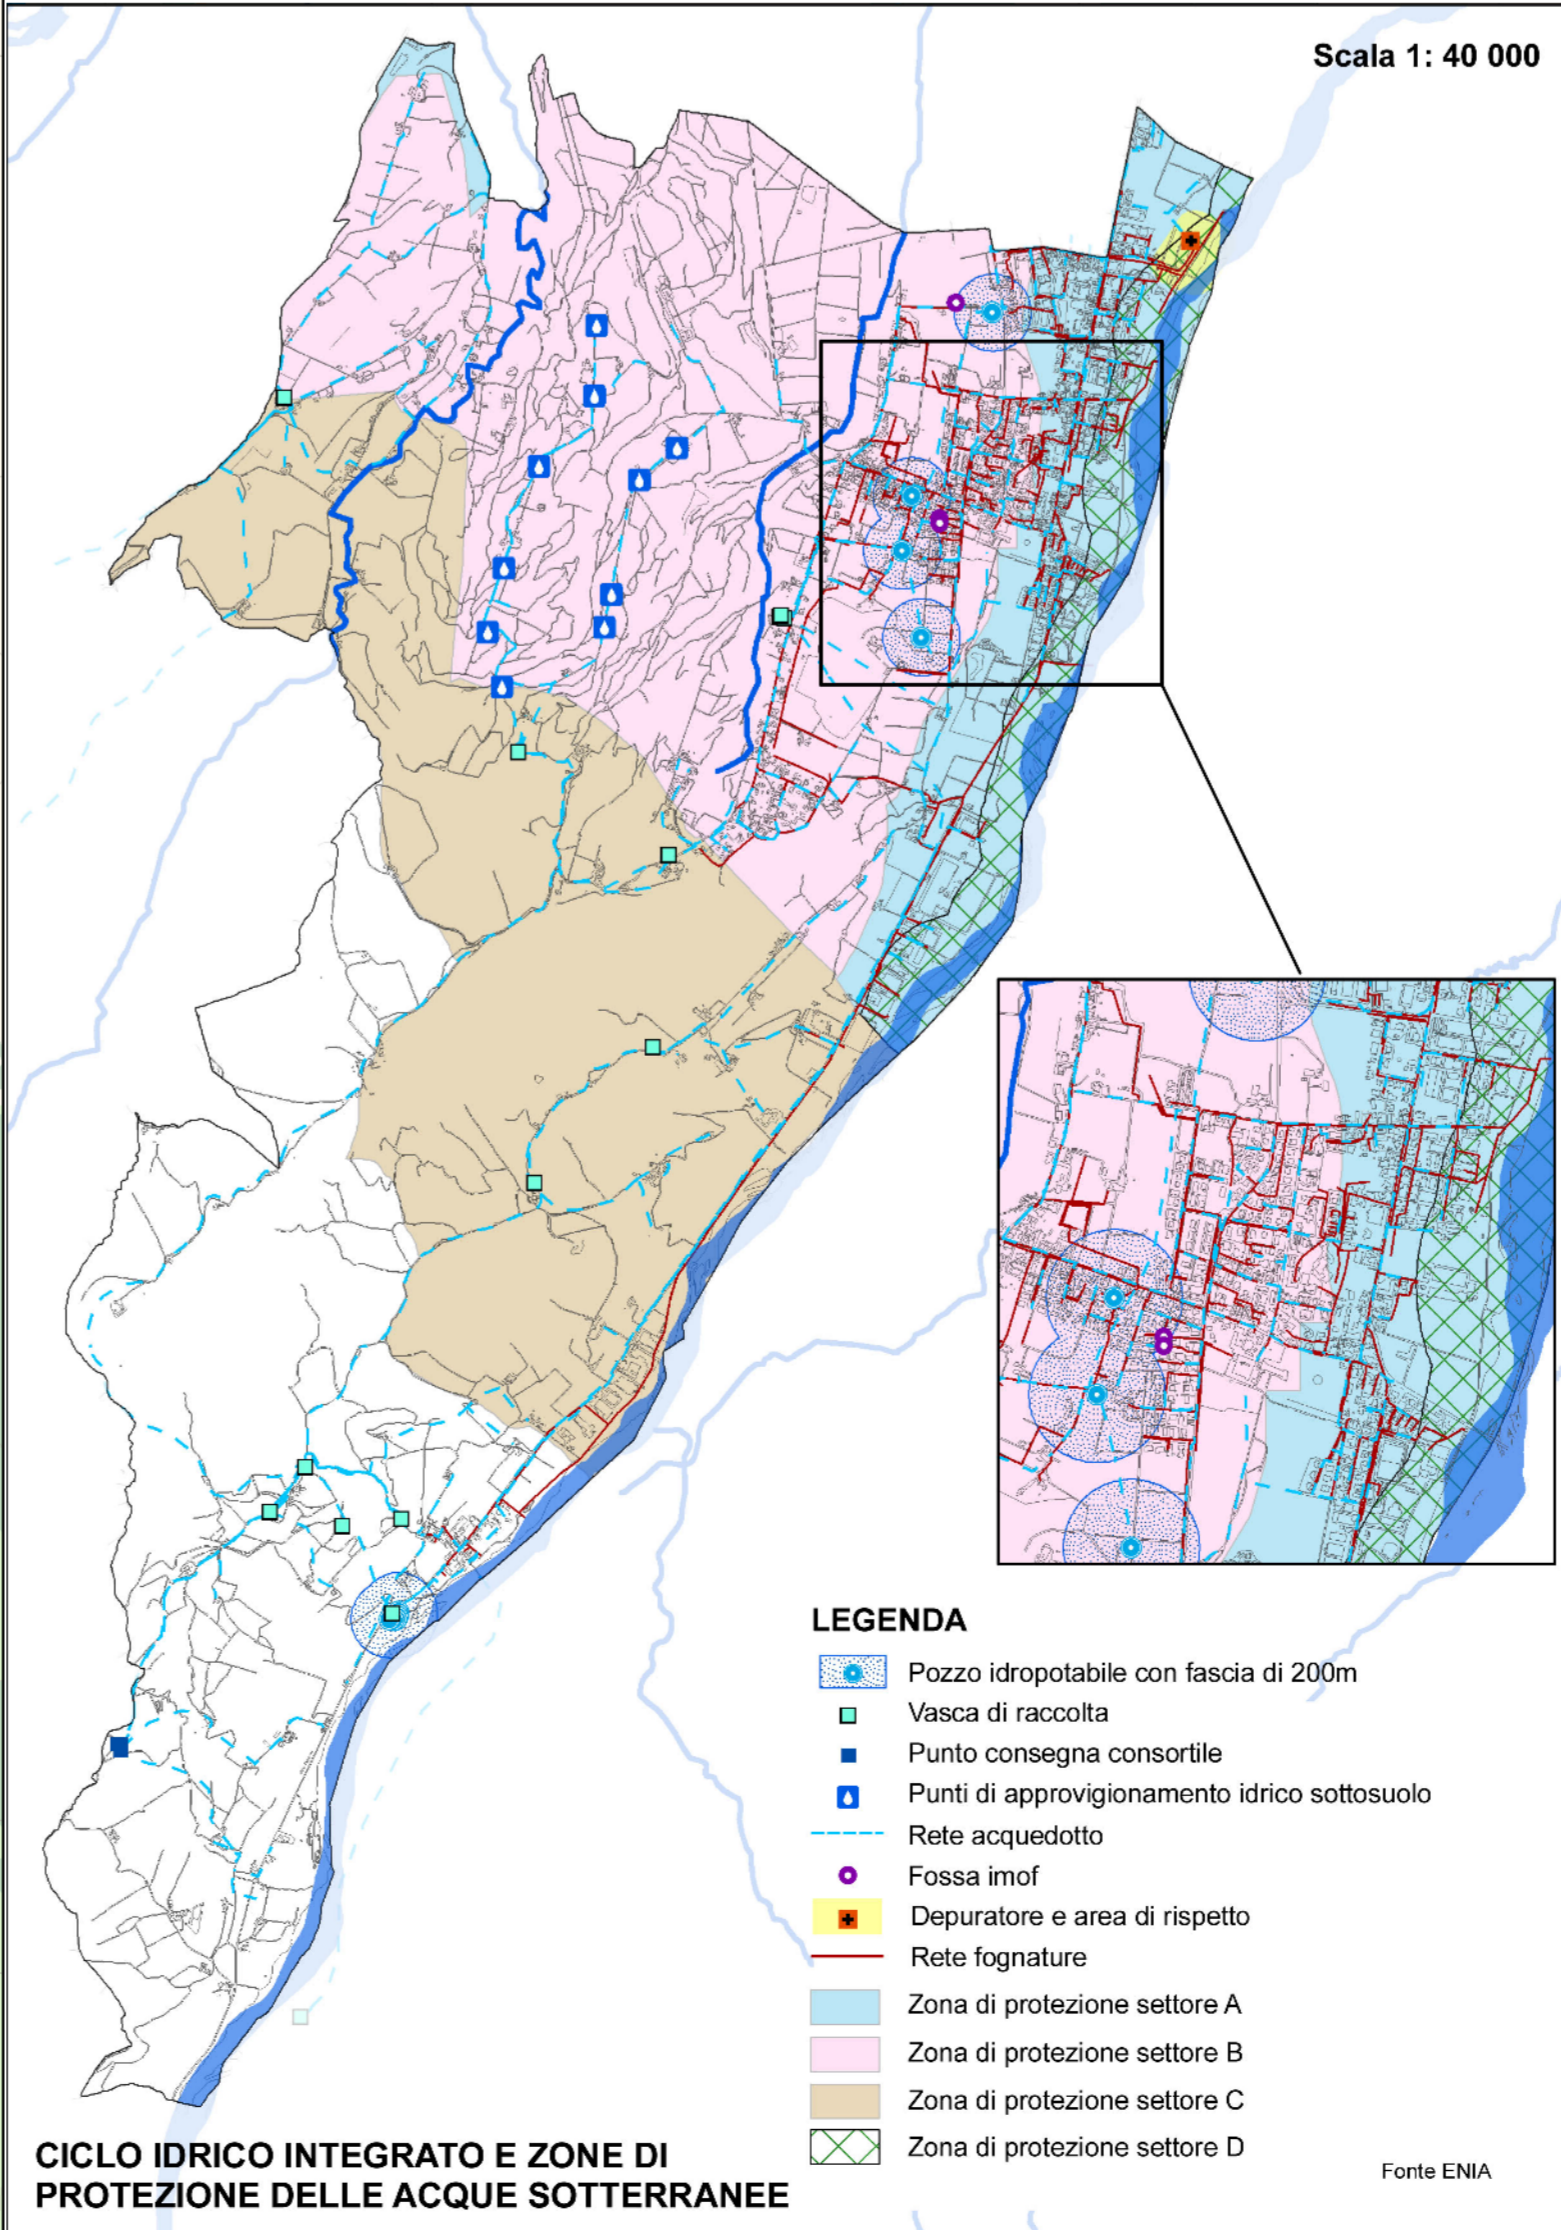 Scala 1: 40 000
LEGENDA
Pozzo idropotabile con fascia di 200m
Vasca di raccolta
Punto consegna consortile
Punti di approvigionamento idrico sottosuolo
Rete acquedotto
Fossa imof
Depuratore e area di rispetto
Rete fognature
Zona di protezione settore A
Zona di protezione settore B
Zona di protezione settore C
Zona di protezione settore D
Fonte ENIA
CICLO IDRICO INTEGRATO E ZONE DI
PROTEZIONE DELLE ACQUE SOTTERRANEE